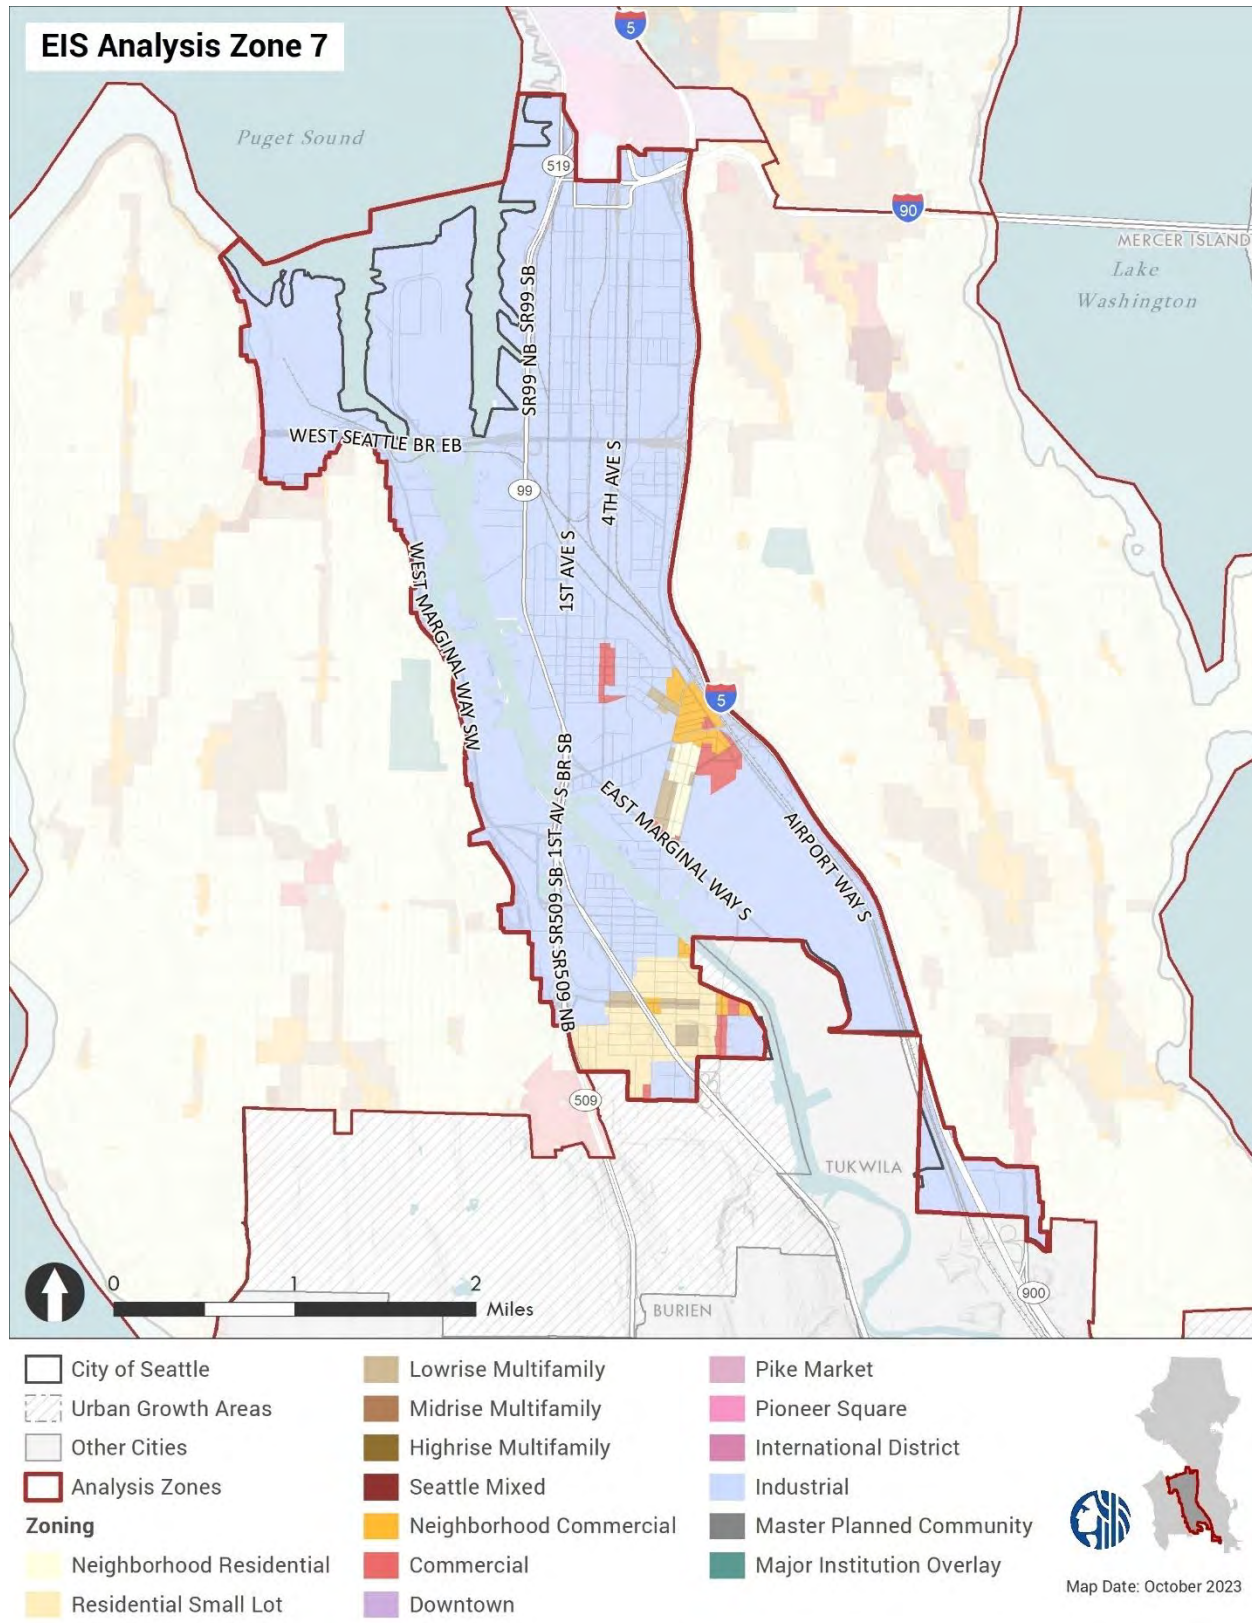 EIS Analysis Zone 7
5
Puget Sound
519
90
MERCER ISLAND
Lake
Washington
SR99 NB SR99 SB
WEST SEATTLE BR EB
4TH AVE S
99
1ST AVE S
WEST MARGINAL WAY SW
5
1ST AV S BR SB
EAST MARGINAL WAY S
AIRPORT WAY S
SR509 SB
SR509 NB
509
TUKWILA
900
BURIEN
0 1 2
Miles
City of Seattle
Urban Growth Areas
Other Cities
Analysis Zones
Zoning
Neighborhood Residential
Residential Small Lot
Lowrise Multifamily
Midrise Multifamily
Highrise Multifamily
Seattle Mixed
Neighborhood Commercial
Commercial
Downtown
Pike Market
Pioneer Square
International District
Industrial
Master Planned Community
Major Institution Overlay
Map Date: October 2023